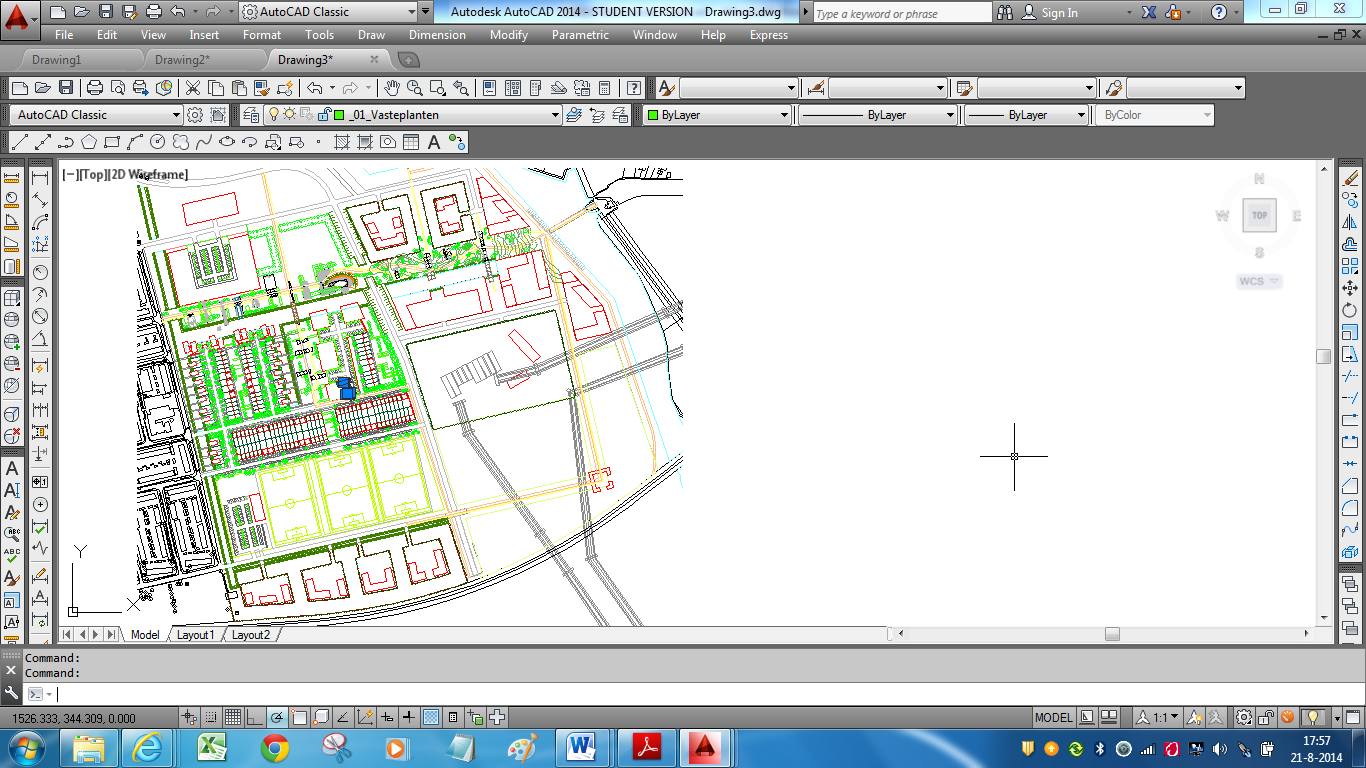 AutoCAD Classic
Autodesk AutoCAD 2014 - STUDENT VERSION Drawing3.dwg
Type a keyword or phrase
Sign In
File Edit View Insert Format Tools Draw Dimension Modify Parametric Window Help Express
Drawing1 Drawing2* Drawing3*
AutoCAD Classic
_01_Vasteplanten
ByLayer ByLayer ByLayer ByColor
[−][Top][2D Wireframe]
N
W TOP E
S
WCS
Y
X
Model Layout1 Layout2
Command:
Command:
1526.333, 344.309, 0.000
MODEL
1:1
17:57
21-8-2014